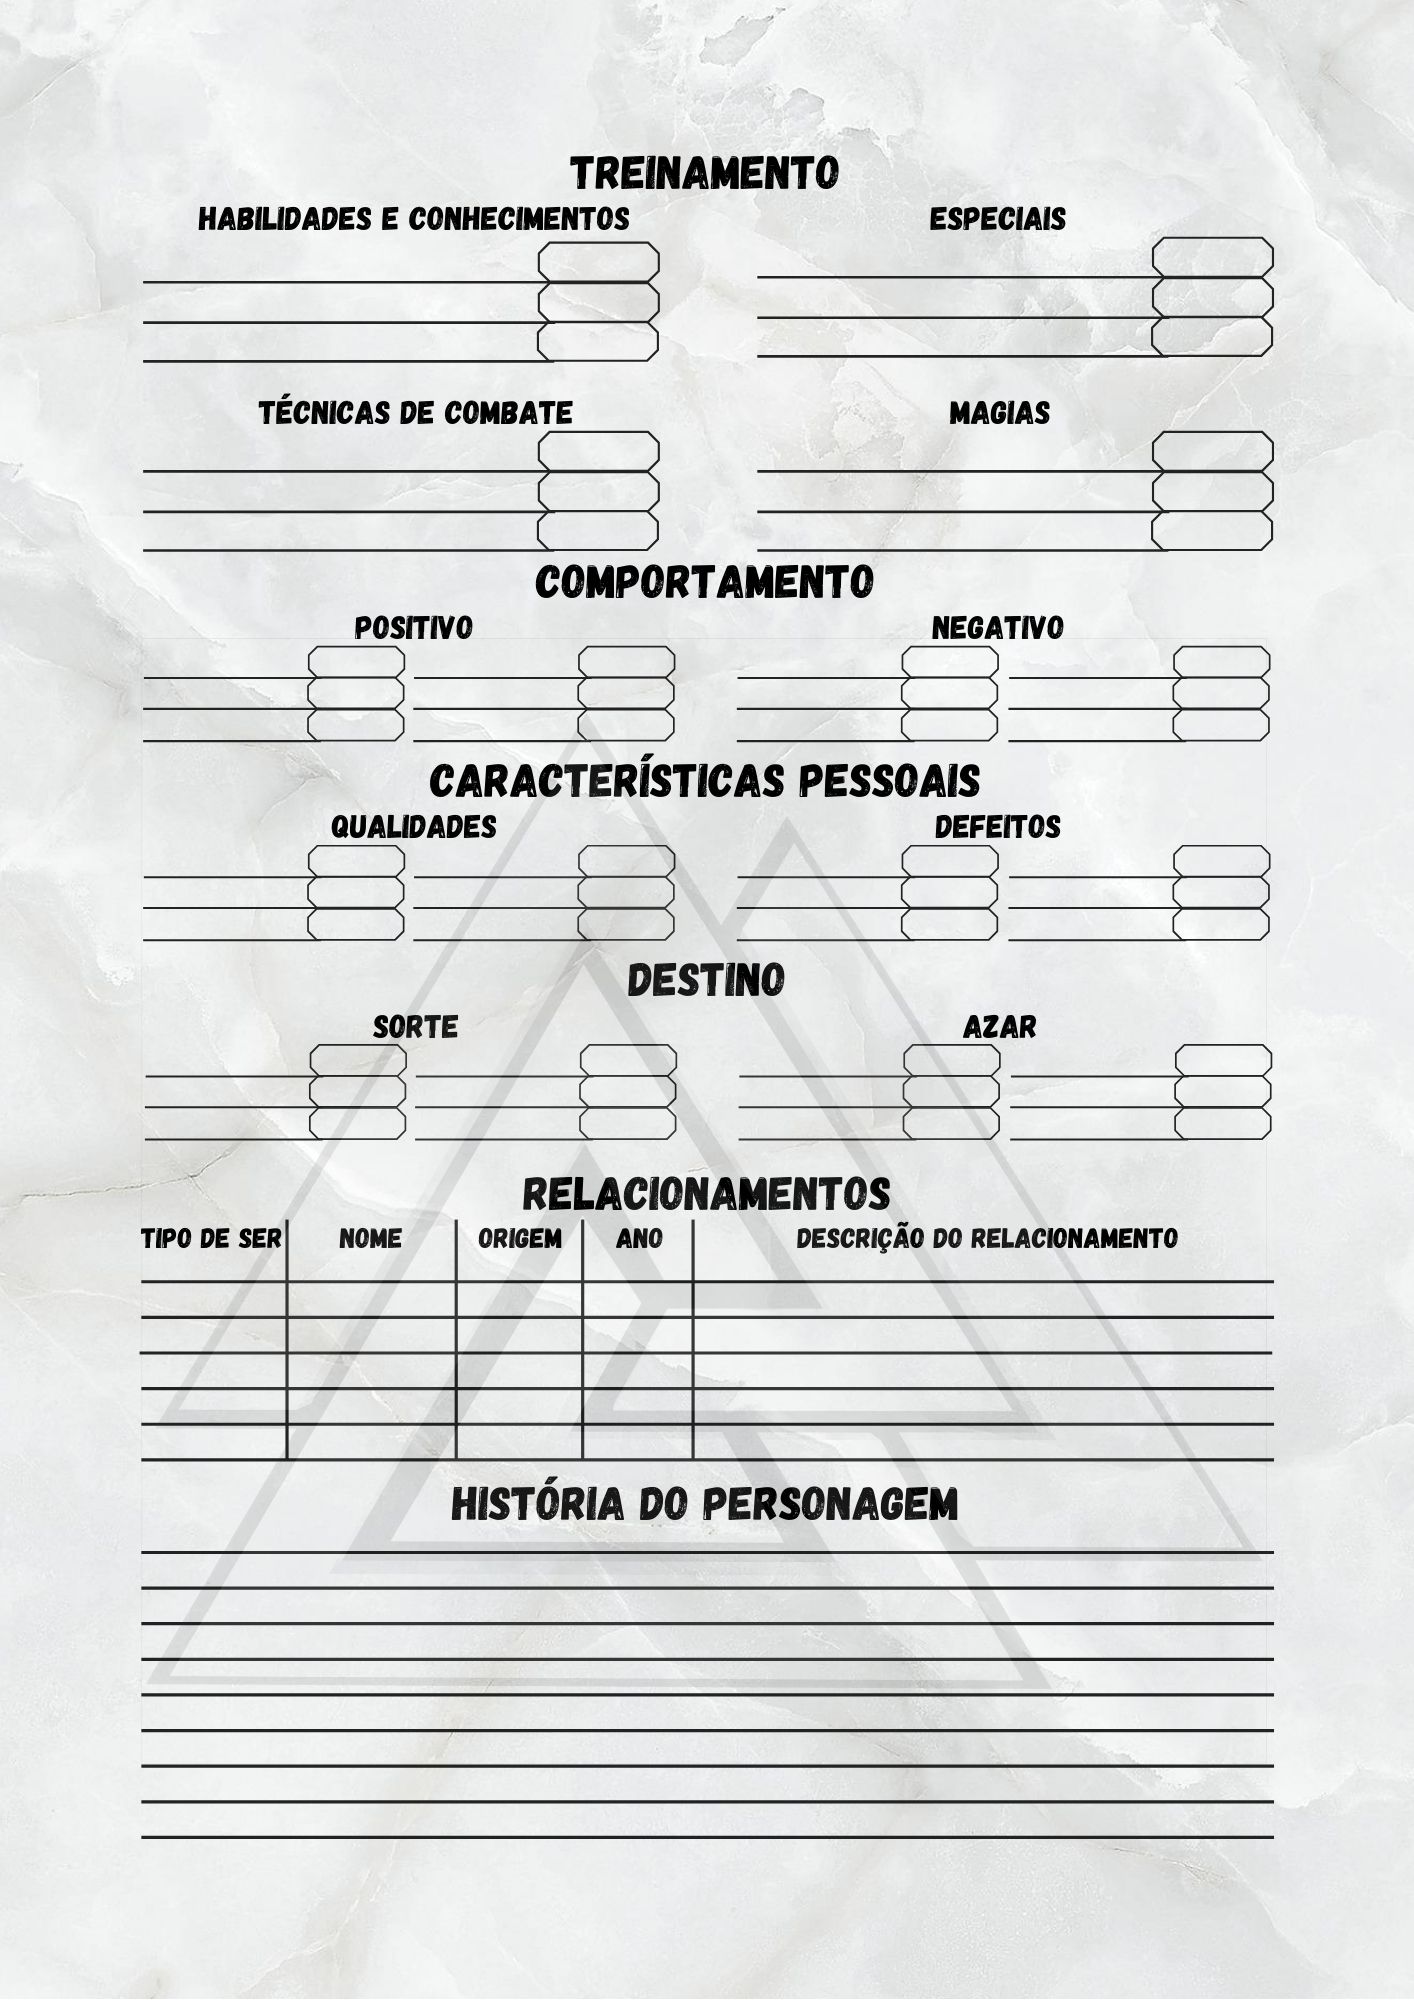 TREINAMENTO
HABILIDADES E CONHECIMENTOS
ESPECIAIS
TÉCNICAS DE COMBATE
MAGIAS
COMPORTAMENTO
POSITIVO
NEGATIVO
CARACTERÍSTICAS PESSOAIS
QUALIDADES
DEFEITOS
DESTINO
SORTE
AZAR
RELACIONAMENTOS
TIPO DE SER NOME ORIGEM ANO DESCRIÇÃO DO RELACIONAMENTO
HISTÓRIA DO PERSONAGEM